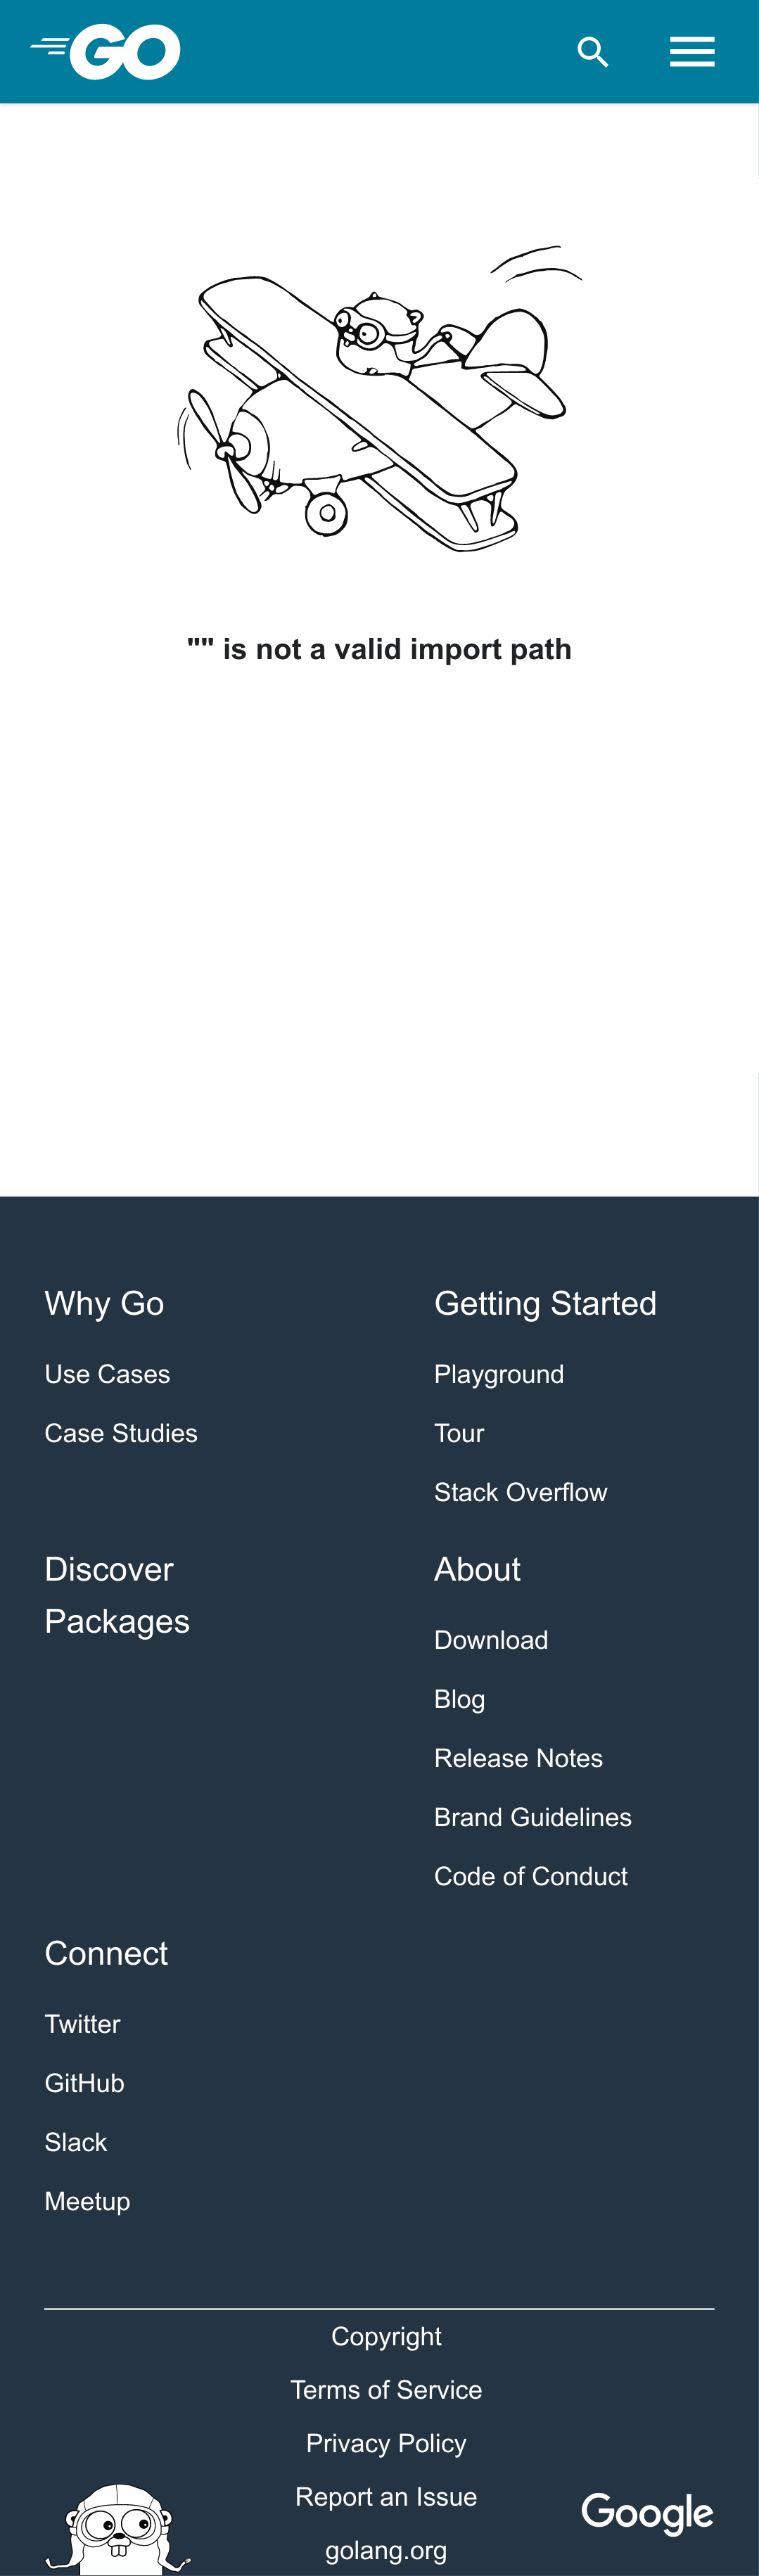 GO
"" is not a valid import path
Why Go
Use Cases
Case Studies
Getting Started
Playground
Tour
Stack Overflow
Discover
Packages
About
Download
Blog
Release Notes
Brand Guidelines
Code of Conduct
Connect
Twitter
GitHub
Slack
Meetup
Copyright
Terms of Service
Privacy Policy
Report an Issue
golang.org
Google